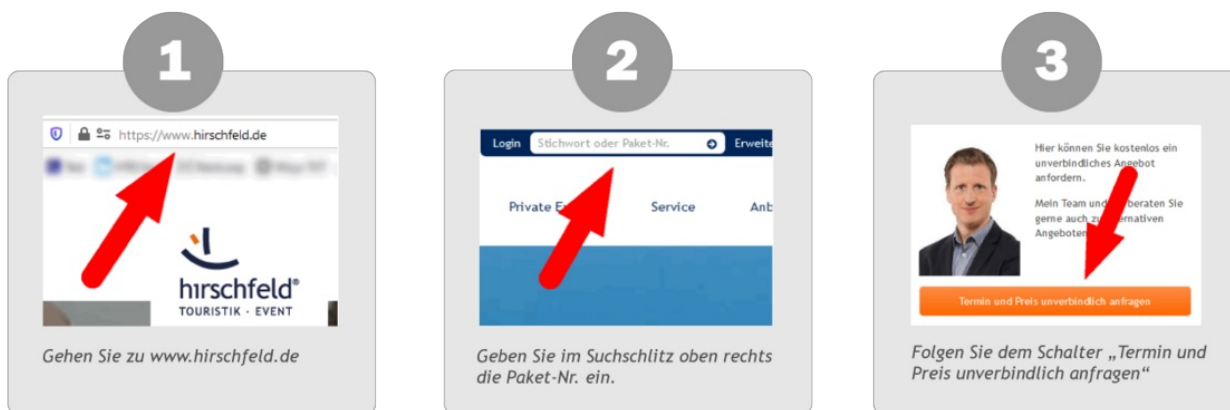 1
https://www.hirschfeld.de
hirschfeld®
TOURISTIK · EVENT
Gehen Sie zu www.hirschfeld.de
2
Login Stichwort oder Paket-Nr. Erweite
Private E Service Anb
Geben Sie im Suchschlitz oben rechts
die Paket-Nr. ein.
3
Hier können Sie kostenlos ein
unverbindliches Angebot
anfordern.
Mein Team und beraten Sie
gerne auch zu ernativen
Angeboten
Termin und Preis unverbindlich anfragen
Folgen Sie dem Schalter „Termin und
Preis unverbindlich anfragen“